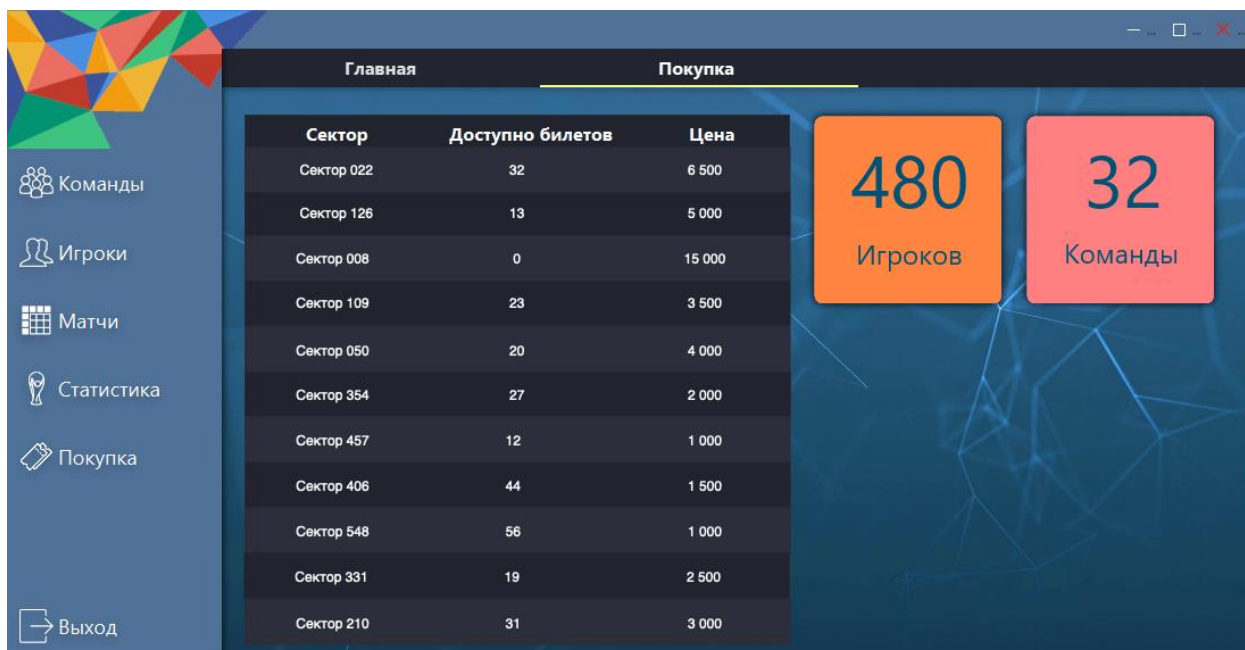 Главная Покупка
Команды
Игроки
Матчи
Статистика
Покупка
Выход
Сектор Доступно билетов Цена
Сектор 022 32 6 500
Сектор 126 13 5 000
Сектор 008 0 15 000
Сектор 109 23 3 500
Сектор 050 20 4 000
Сектор 354 27 2 000
Сектор 457 12 1 000
Сектор 406 44 1 500
Сектор 548 56 1 000
Сектор 331 19 2 500
Сектор 210 31 3 000
480
Игроков
32
Команды